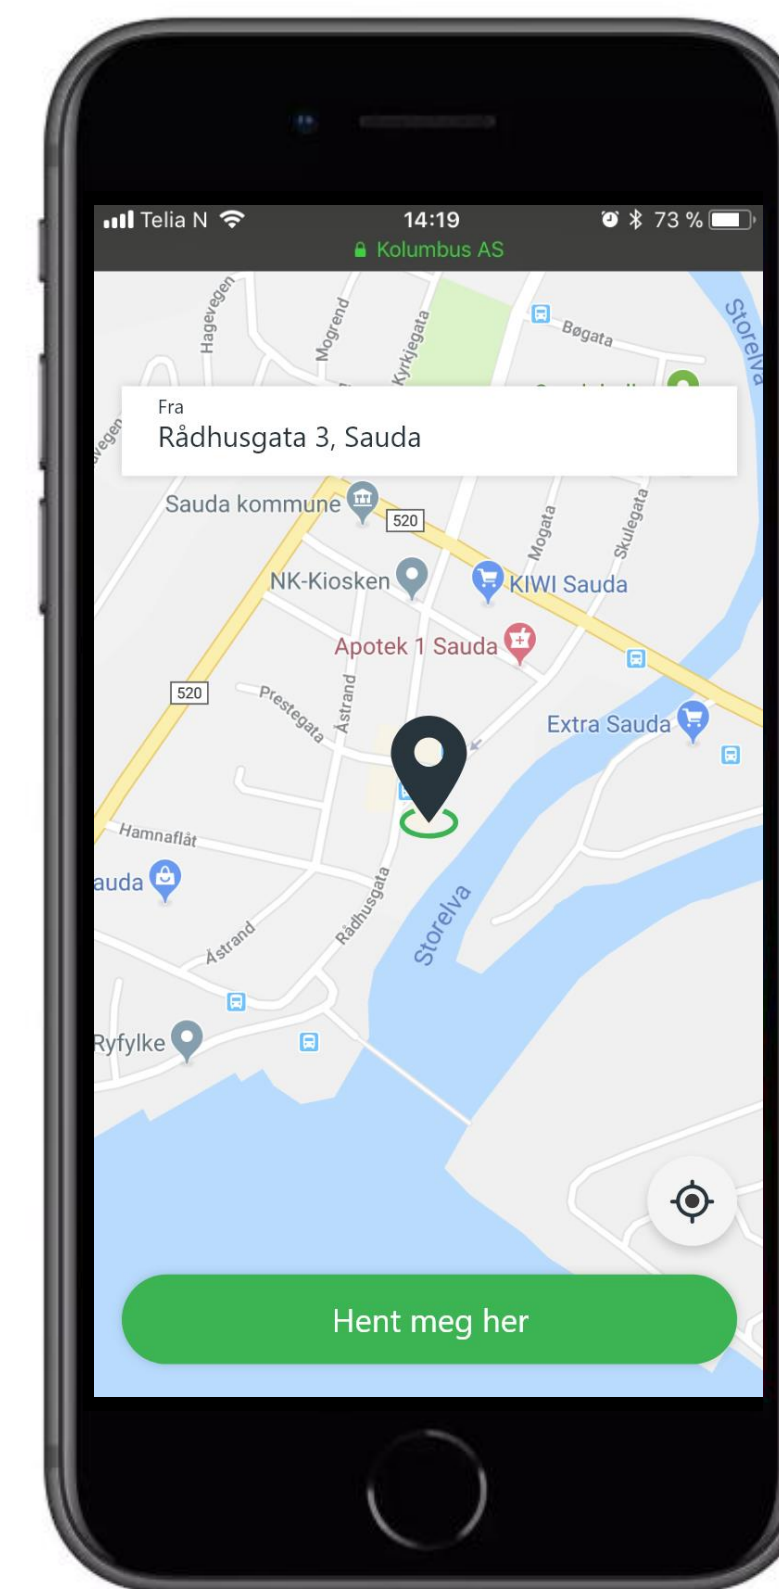 Telia N
14:19
73 %
Kolumbus AS
Hagevegen
Mogrend
Kyrkjegata
Bøgata
Storelva
Fra
Rådhusgata 3, Sauda
Sauda kommune
520
Mogata
Skulegata
NK-Kiosken
KIWI Sauda
Apotek 1 Sauda
520
Prestegata
Åstrand
Extra Sauda
Hamnaflåt
auda
Rådhusgata
Storelva
Åstrand
Ryfylke
Hent meg her